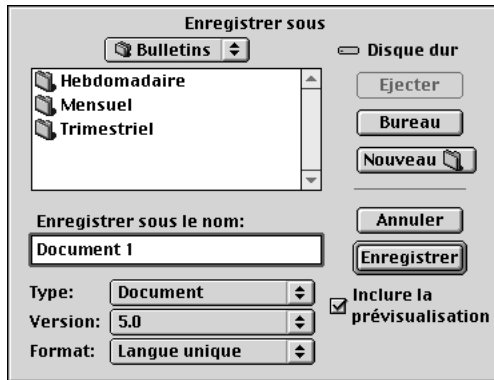 Enregistrer sous
Bulletins
Disque dur
Hebdomadaire
Mensuel
Trimestriel
Ejecter
Bureau
Nouveau
Enregistrer sous le nom:
Document 1
Annuler
Enregistrer
Type: Document
Version: 5.0
Format: Langue unique
Inclure la
prévisualisation